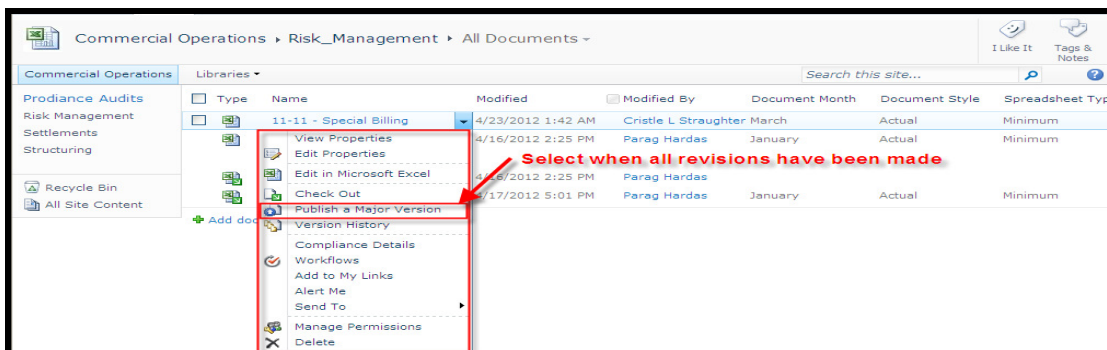 Commercial Operations ▸ Risk_Management ▸ All Documents
I Like It
Tags &
Notes
Commercial Operations Libraries Search this site...
Prodiance Audits Type Name Modified Modified By Document Month Document Style Spreadsheet Typ
Risk Management 11-11 - Special Billing 4/23/2012 1:42 AM Cristle L Straughter March Actual Minimum
Settlements View Properties 4/16/2012 2:25 PM Parag Hardas January Actual Minimum
Structuring Edit Properties
Select when all revisions have been made
Edit in Microsoft Excel 4/16/2012 2:25 PM Parag Hardas
Recycle Bin Check Out 4/17/2012 5:01 PM Parag Hardas January Actual Minimum
All Site Content Publish a Major Version
Add doc Version History
Compliance Details
Workflows
Add to My Links
Alert Me
Send To
Manage Permissions
Delete